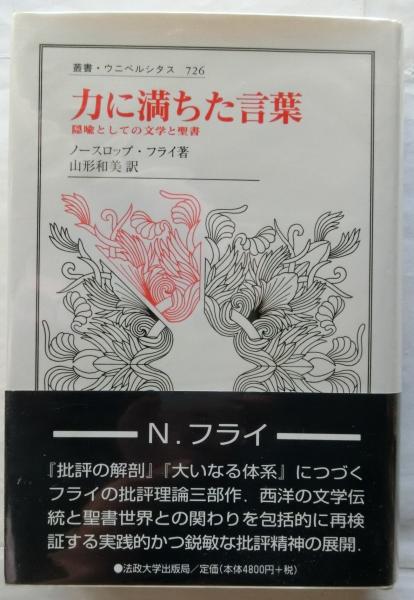 叢書・ウニベルシタス 726
力に満ちた言葉
隠喩としての文学と聖書
ノースロップ・フライ著
山形和美訳
N.フライ
『批評の解剖』『大いなる体系』につづく
フライの批評理論三部作. 西洋の文学伝
統と聖書世界との関わりを包括的に再検
証する実践的かつ鋭敏な批評精神の展開.
●法政大学出版局/定価(本体4800円+税)